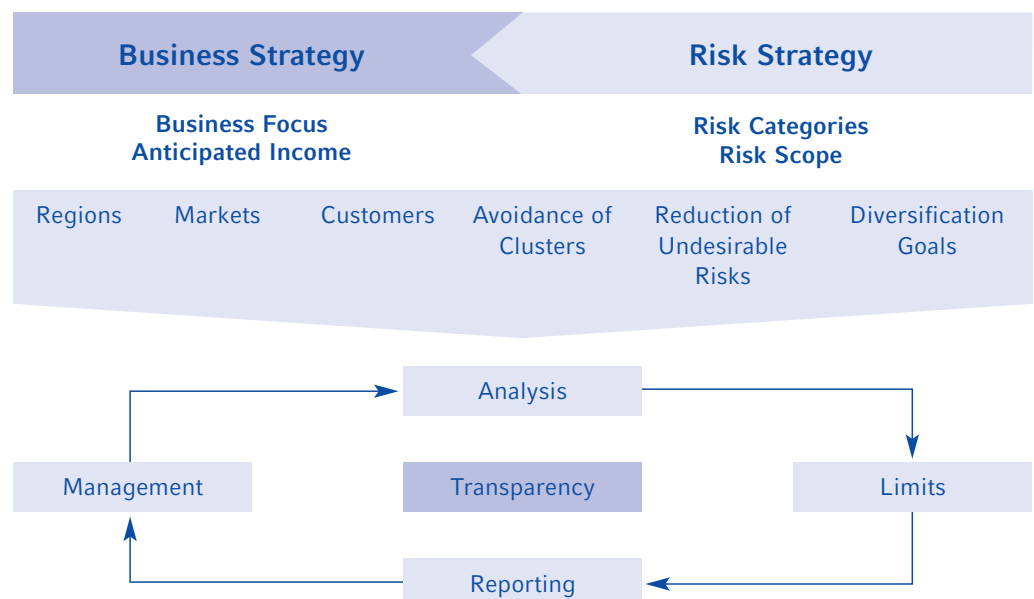 Business Strategy
Risk Strategy
Business Focus
Anticipated Income
Risk Categories
Risk Scope
Regions
Markets
Customers
Avoidance of
Clusters
Reduction of
Undesirable
Risks
Diversification
Goals
Analysis
Management
Transparency
Limits
Reporting